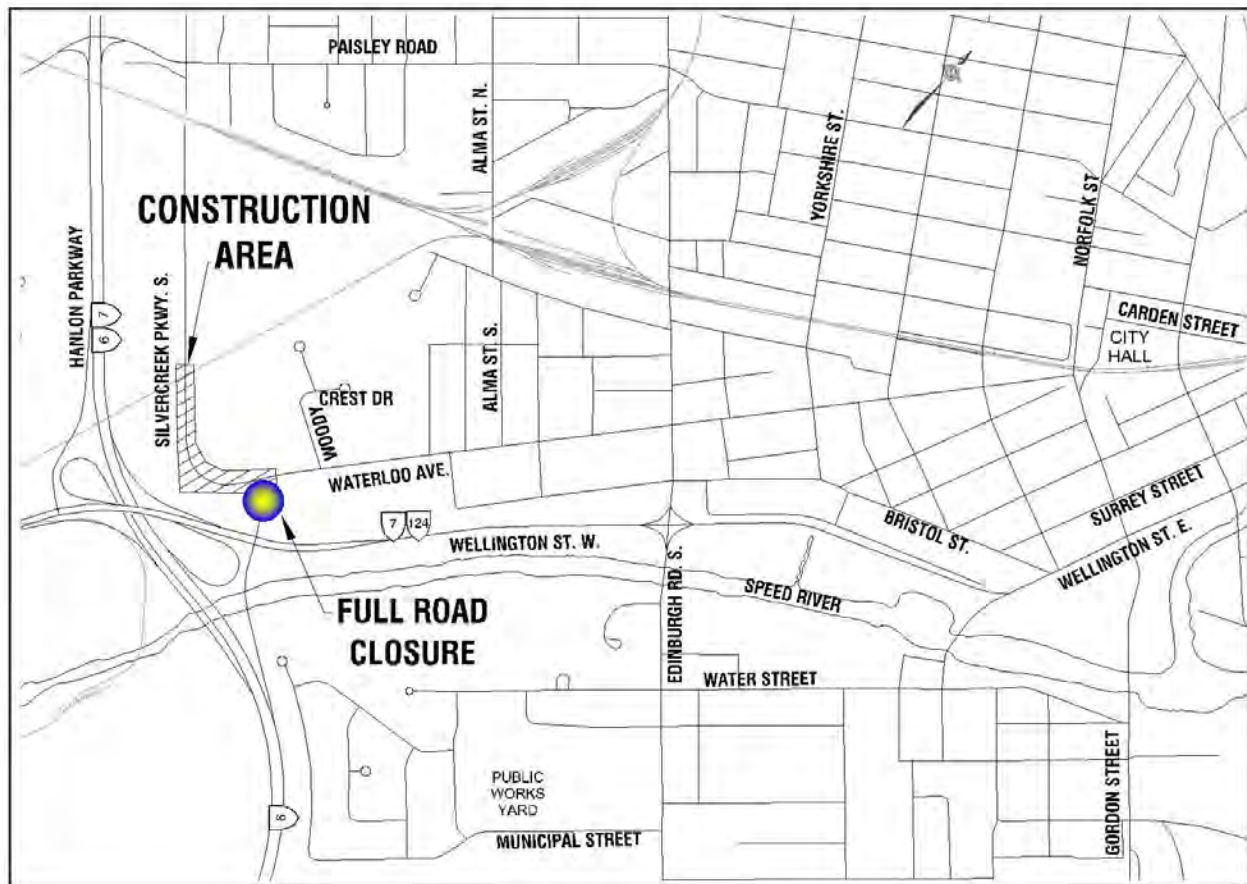 PAISLEY ROAD
ALMA ST. N.
YORKSHIRE ST.
NORFOLK ST.
CONSTRUCTION
AREA
HANLON PARKWAY
7
6
SILVERCREEK PKWY. S.
CARDEN STREET
CITY
HALL
ALMA ST. S.
CREST DR
WOODY
WATERLOO AVE.
7 124
WELLINGTON ST. W.
BRISTOL ST.
SURREY STREET
WELLINGTON ST. E.
SPEED RIVER
EDINBURGH RD. S.
FULL ROAD
CLOSURE
WATER STREET
PUBLIC
WORKS
YARD
MUNICIPAL STREET
GORDON STREET